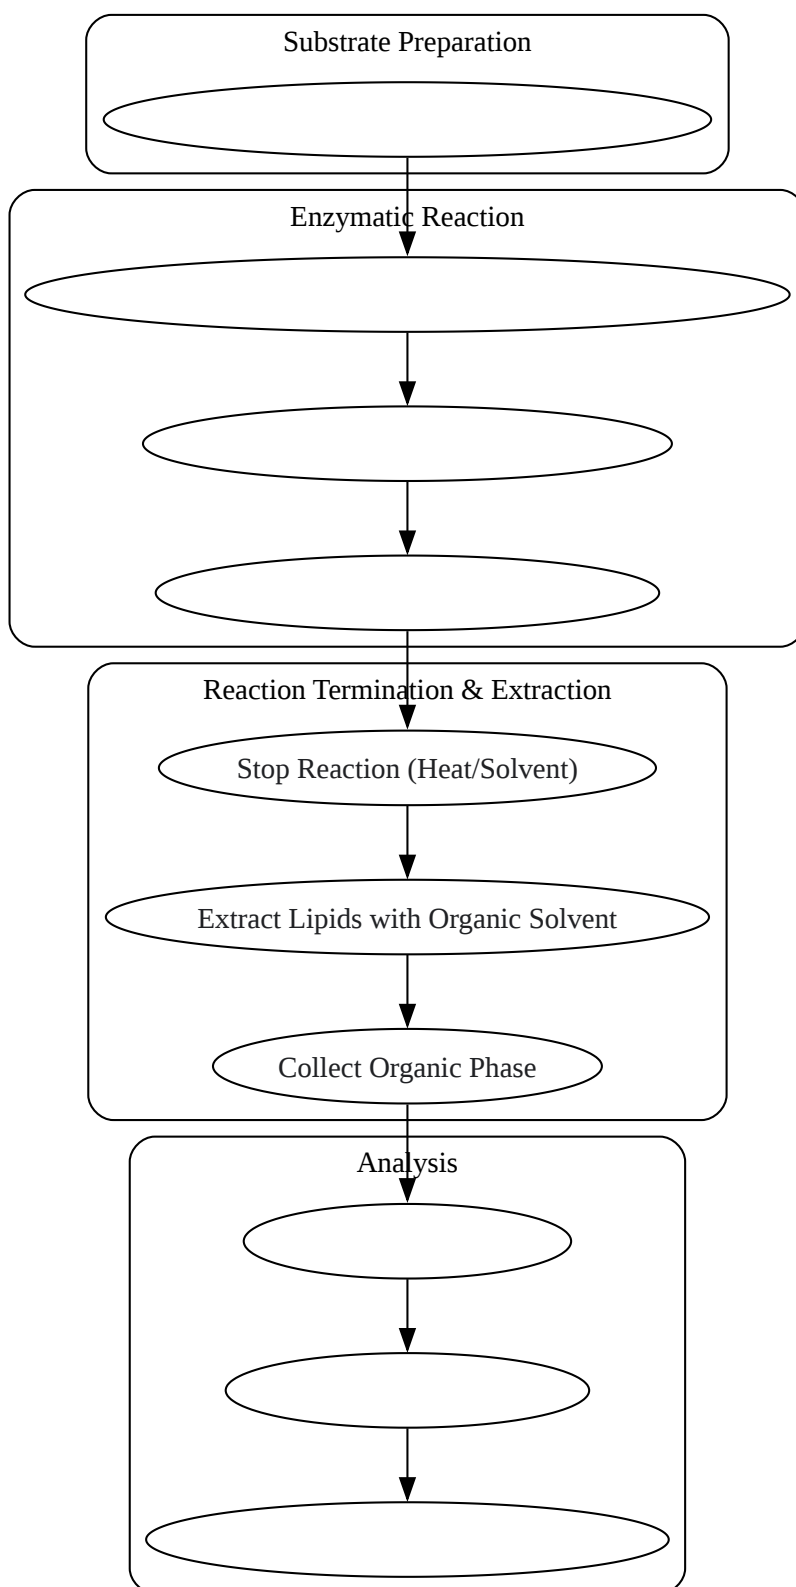 Substrate Preparation
Enzymatic Reaction
Reaction Termination & Extraction
Stop Reaction (Heat/Solvent)
Extract Lipids with Organic Solvent
Collect Organic Phase
Analysis